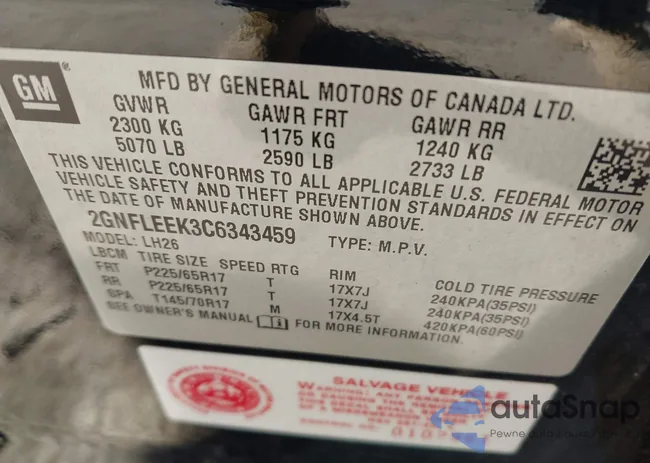 GM
MFD BY GENERAL MOTORS OF CANADA LTD.
GVWR GAWR FRT GAWR RR
2300 KG 1175 KG 1240 KG
5070 LB 2590 LB 2733 LB
THIS VEHICLE CONFORMS TO ALL APPLICABLE U.S. FEDERAL MOTOR
VEHICLE SAFETY AND THEFT PREVENTION STANDARDS IN EFFECT ON
THE DATE OF MANUFACTURE SHOWN ABOVE.
2GNFLEEK3C6343459 TYPE: M.P.V.
MODEL: LH26
LBCM TIRE SIZE SPEED RTG RIM COLD TIRE PRESSURE
FRT P225/65R17 T 17X7J 240KPA(35PSI)
RR P225/65R17 T 17X7J 240KPA(35PSI)
SPA T145/70R17 M 17X4.5T 420KPA(60PSI)
SEE OWNER'S MANUAL FOR MORE INFORMATION.
SALVAGE VEHICLE
autaSnap